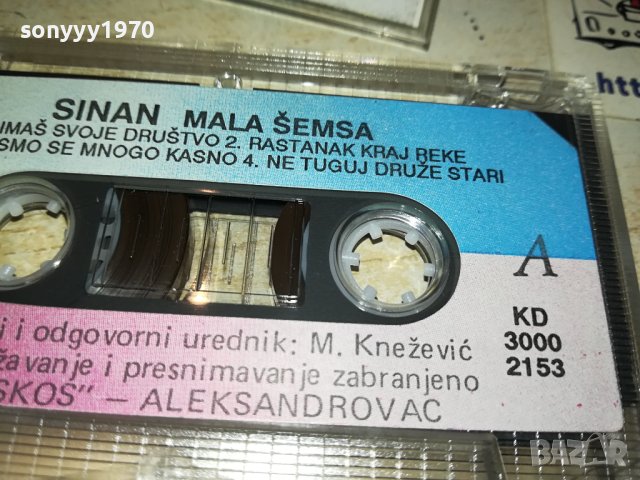 sonyyy1970
SINAN MALA ŠEMSA
IMAŠ SVOJE DRUŠTVO 2. RASTANAK KRAJ REKE
SMO SE MNOGO KASNO 4. NE TUGUJ DRUŽE STARI
A
i i odgovorni urednik: M. Knežević
žavanje i presnimavanje zabranjeno
SKOS" – ALEKSANDROVAC
KD
3000
2153
htt
BAZAR